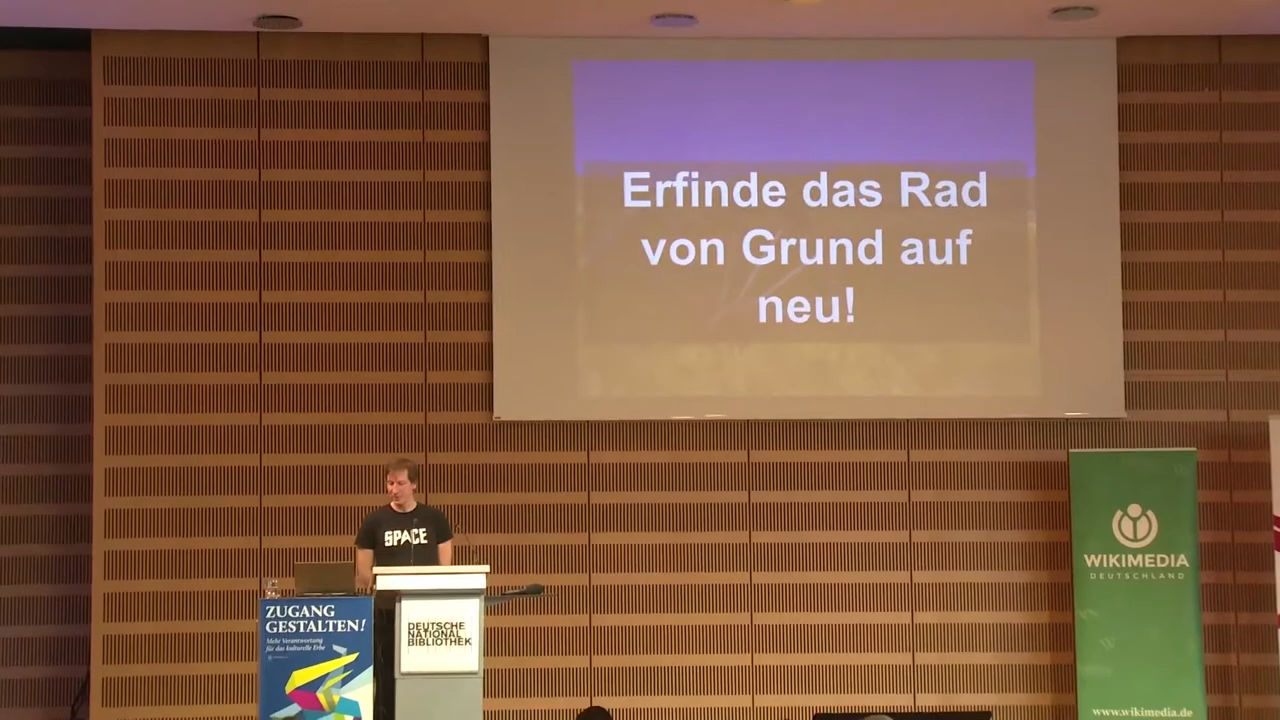 Erfinde das Rad
von Grund auf
neu!
SPACE
ZUGANG
GESTALTEN!
Mehr Verantwortung
für das kulturelle Erbe
DEUTSCHE
NATIONAL
BIBLIOTHEK
WIKIMEDIA
DEUTSCHLAND
www.wikimedia.de